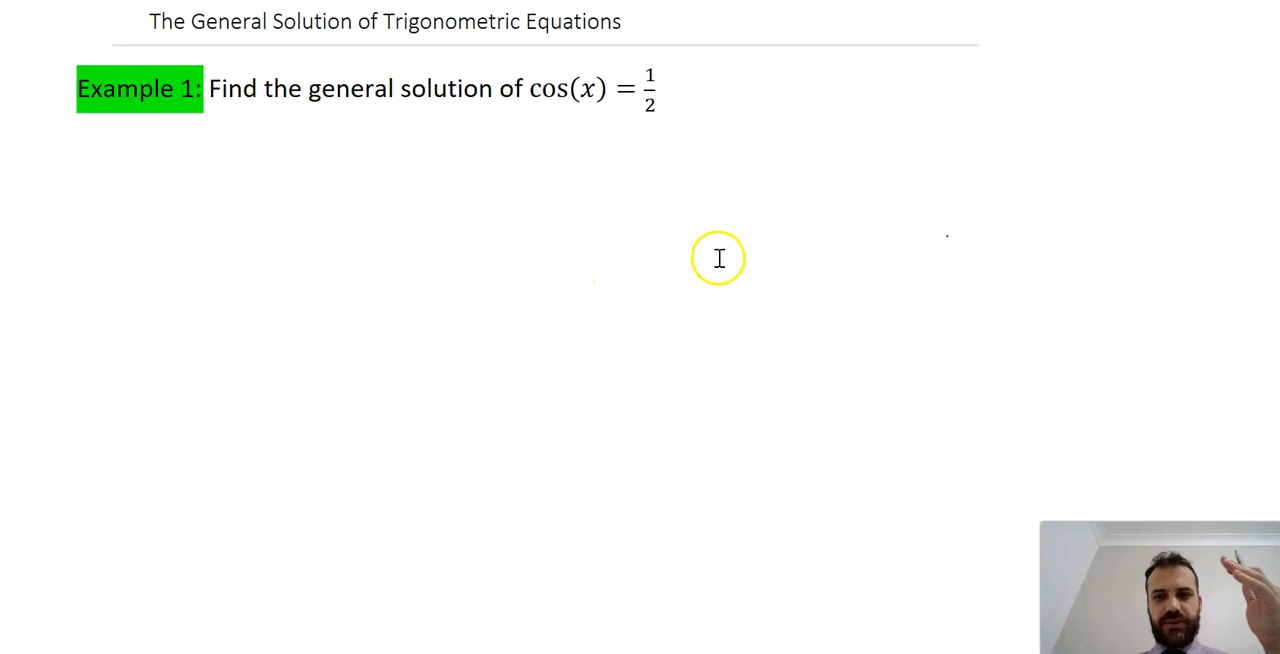 The General Solution of Trigonometric Equations
Example 1: Find the general solution of cos(𝑥) = 1/2